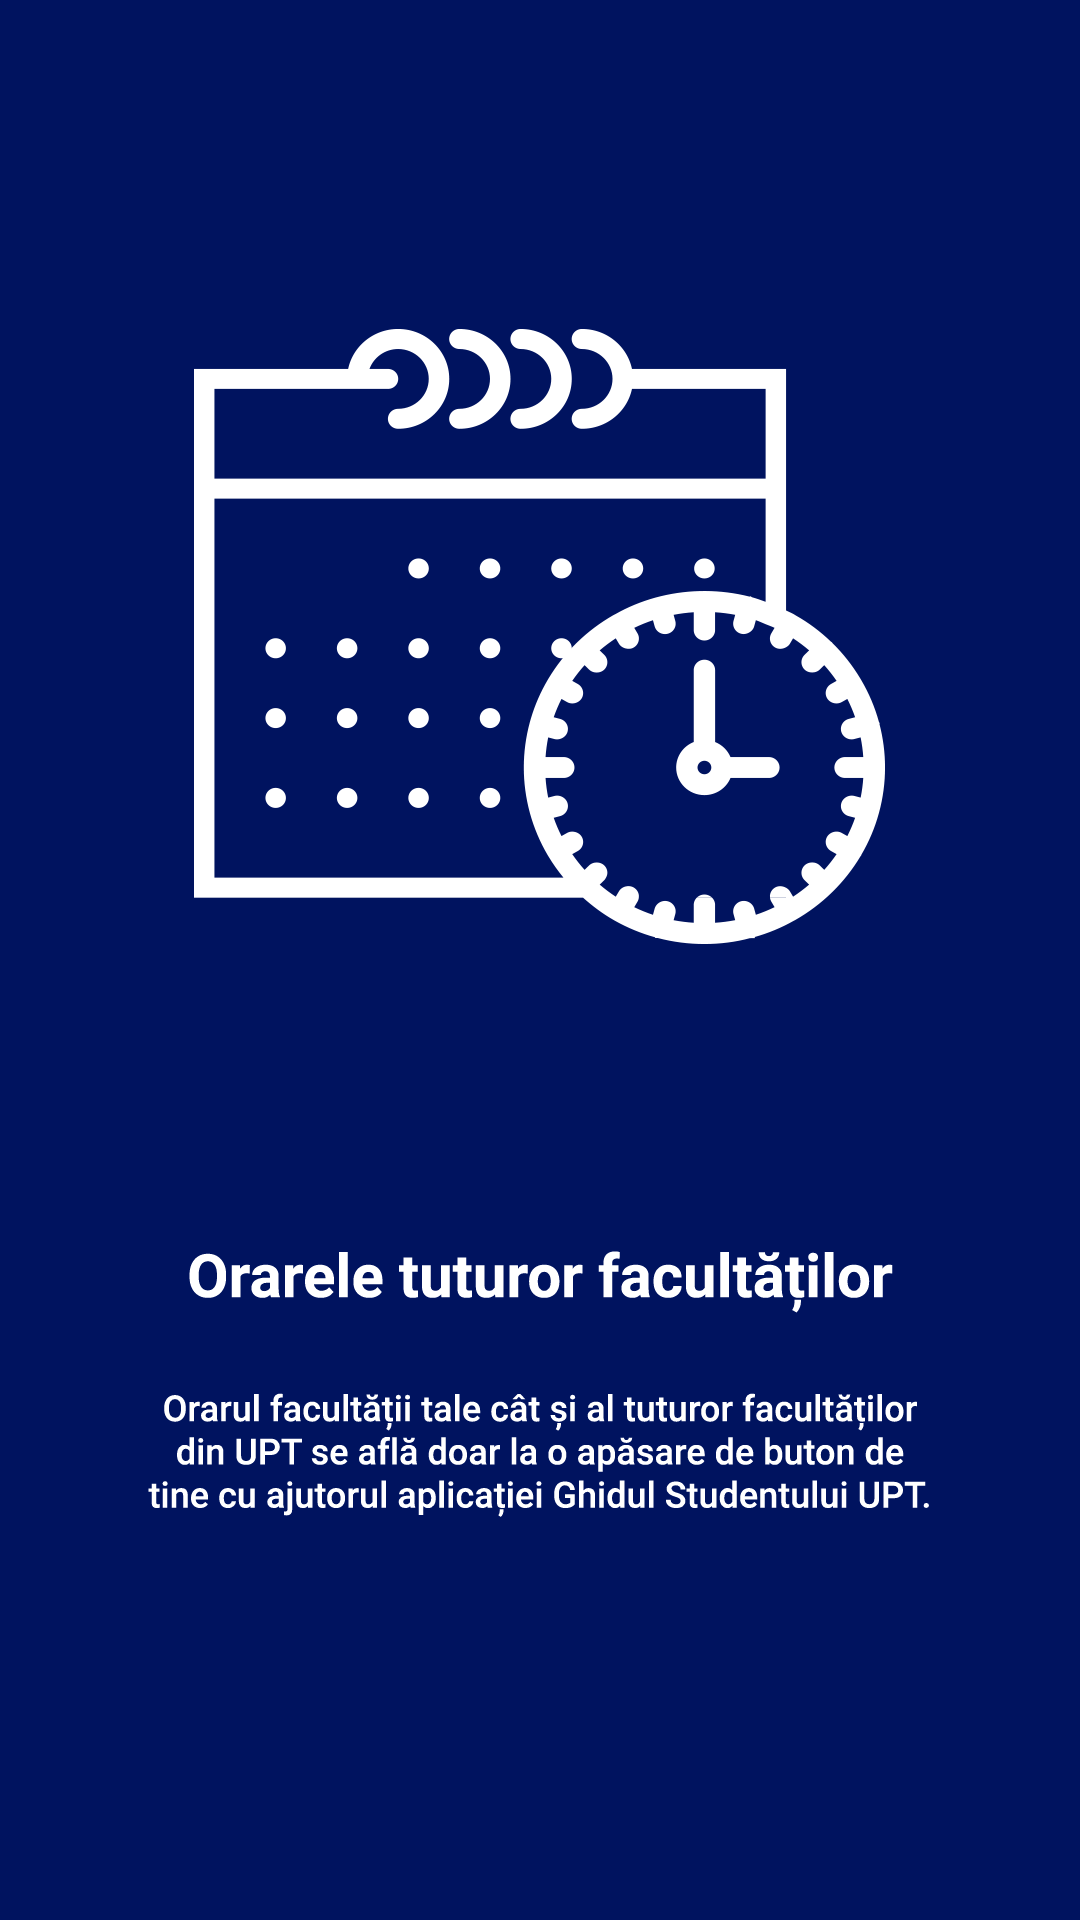 Orarele tuturor facultăților
Orarul facultății tale cât și al tuturor facultăților
din UPT se află doar la o apăsare de buton de
tine cu ajutorul aplicației Ghidul Studentului UPT.